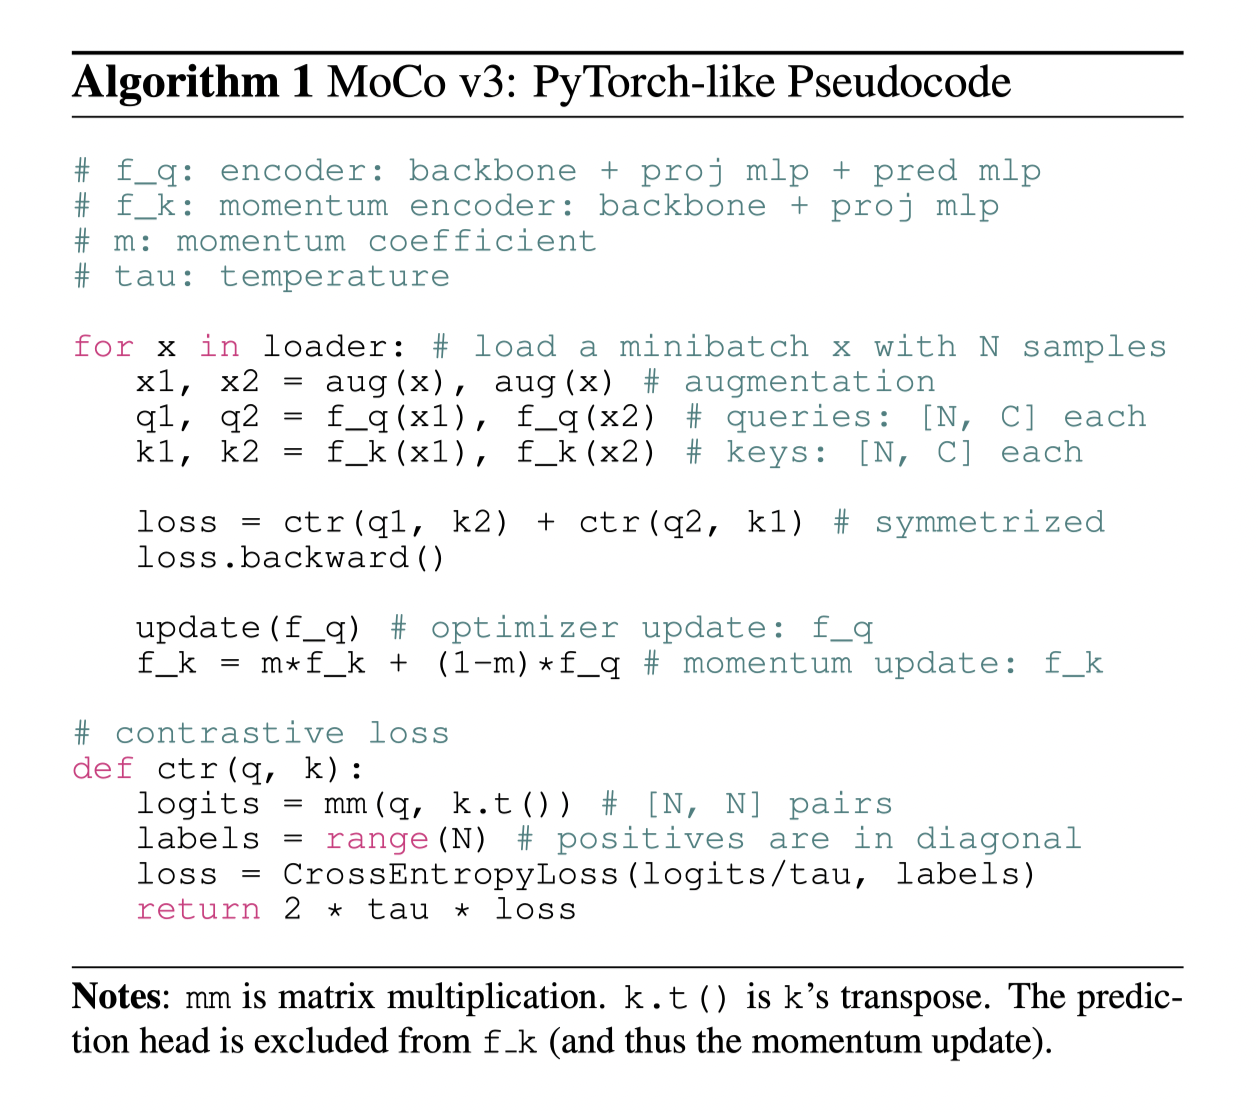 Algorithm 1 MoCo v3: PyTorch-like Pseudocode
# f_q: encoder: backbone + proj mlp + pred mlp
# f_k: momentum encoder: backbone + proj mlp
# m: momentum coefficient
# tau: temperature
for x in loader: # load a minibatch x with N samples
x1, x2 = aug(x), aug(x) # augmentation
q1, q2 = f_q(x1), f_q(x2) # queries: [N, C] each
k1, k2 = f_k(x1), f_k(x2) # keys: [N, C] each
loss = ctr(q1, k2) + ctr(q2, k1) # symmetrized
loss.backward()
update(f_q) # optimizer update: f_q
f_k = m*f_k + (1-m)*f_q # momentum update: f_k
# contrastive loss
def ctr(q, k):
logits = mm(q, k.t()) # [N, N] pairs
labels = range(N) # positives are in diagonal
loss = CrossEntropyLoss(logits/tau, labels)
return 2 * tau * loss
Notes: mm is matrix multiplication. k.t() is k's transpose. The predic-
tion head is excluded from f_k (and thus the momentum update).